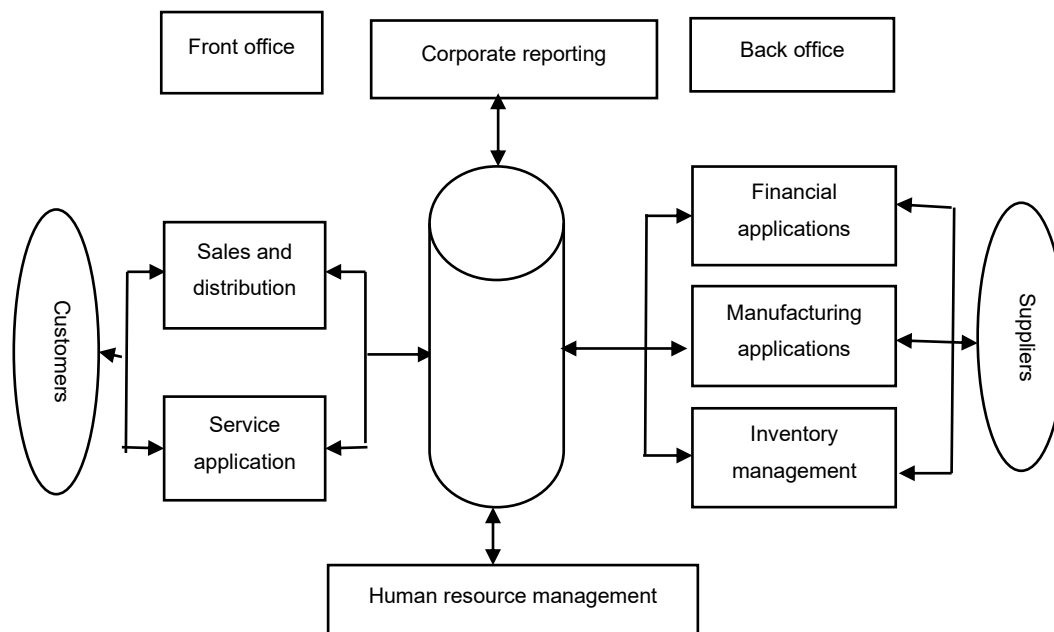 Front office
Corporate reporting
Back office
Customers
Sales and
distribution
Service
application
Financial
applications
Manufacturing
applications
Inventory
management
Suppliers
Human resource management